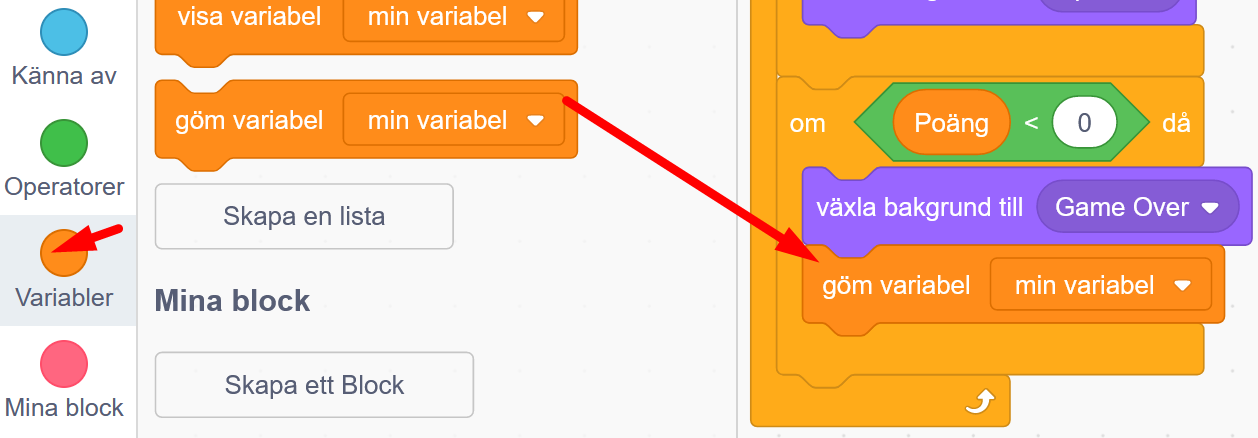 Känna av
Operatorer
Variabler
Mina block
visa variabel min variabel
göm variabel min variabel
Skapa en lista
Mina block
Skapa ett Block
om Poäng < 0 då
växla bakgrund till Game Over
göm variabel min variabel